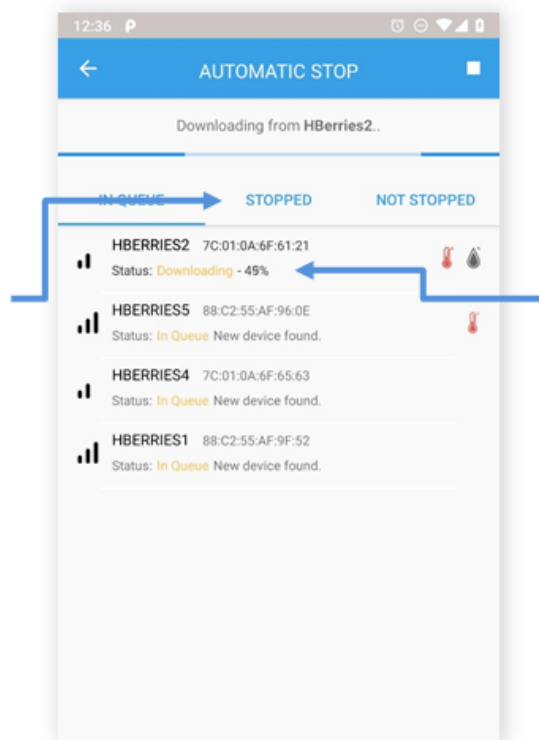 12:36
AUTOMATIC STOP
Downloading from HBerries2..
IN QUEUE STOPPED NOT STOPPED
HBERRIES2 7C:01:0A:6F:61:21
Status: Downloading - 49%
HBERRIES5 88:C2:55:AF:96:0E
Status: In Queue New device found.
HBERRIES4 7C:01:0A:6F:65:63
Status: In Queue New device found.
HBERRIES1 88:C2:55:AF:9F:52
Status: In Queue New device found.